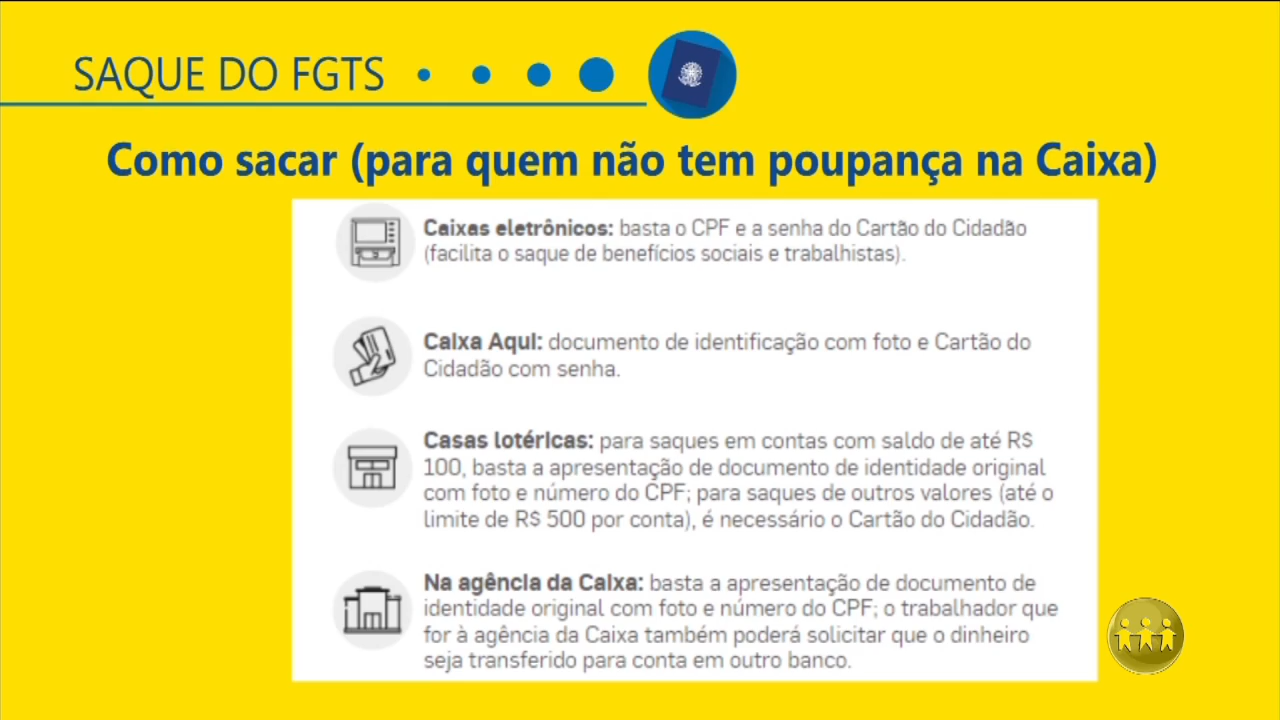 SAQUE DO FGTS
Como sacar (para quem não tem poupança na Caixa)
Caixas eletrônicos: basta o CPF e a senha do Cartão do Cidadão
(facilita o saque de benefícios sociais e trabalhistas).
Caixa Aqui: documento de identificação com foto e Cartão do
Cidadão com senha.
Casas lotéricas: para saques em contas com saldo de até R$
100, basta a apresentação de documento de identidade original
com foto e número do CPF; para saques de outros valores (até o
limite de R$ 500 por conta), é necessário o Cartão do Cidadão.
Na agência da Caixa: basta a apresentação de documento de
identidade original com foto e número do CPF; o trabalhador que
for à agência da Caixa também poderá solicitar que o dinheiro
seja transferido para conta em outro banco.